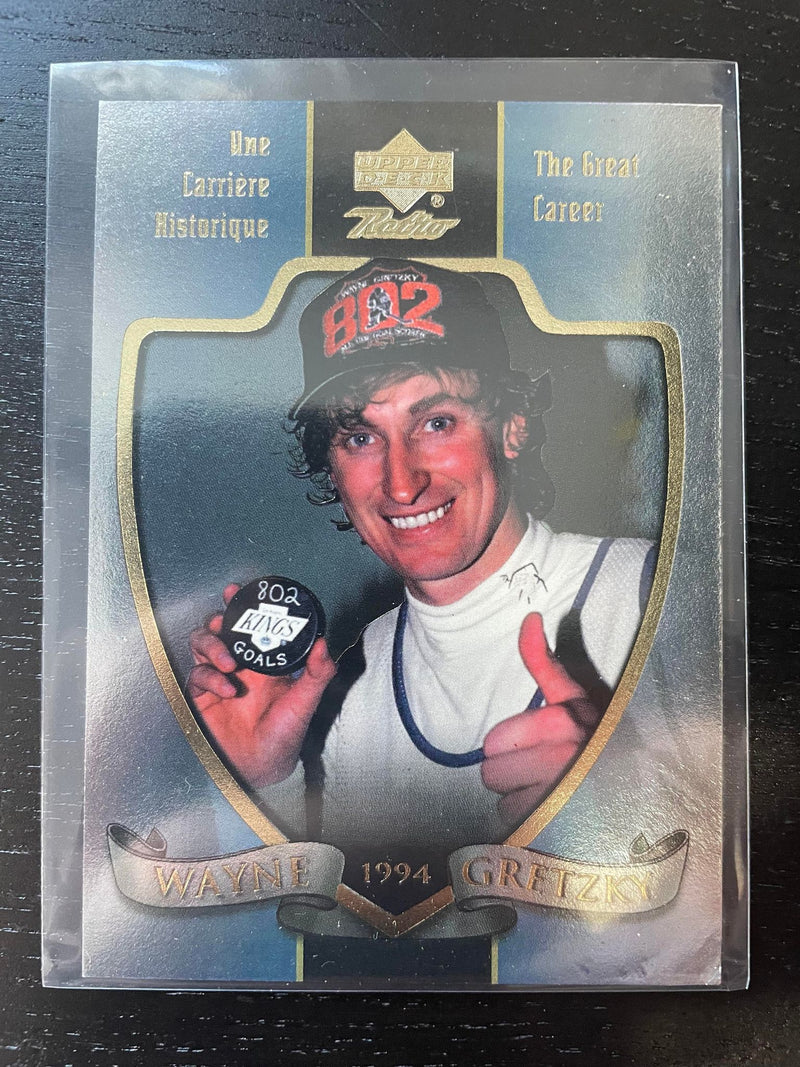 Une
Carrière
Historique
UPPER
DECK
®
Retro
The Great
Career
WAYNE GRETZKY
802
ALL TIME GOAL SCORER
802
KINGS
GOALS
WAYNE
1994
GRETZKY